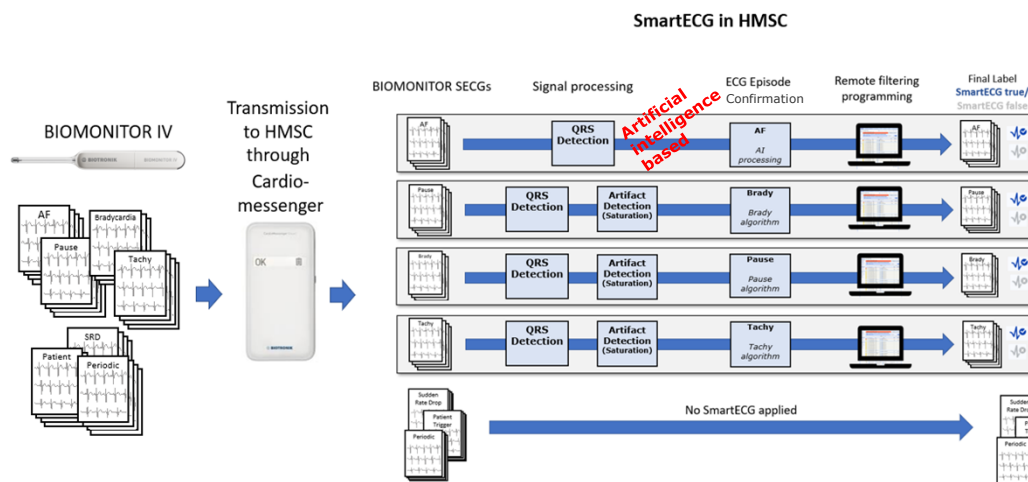 SmartECG in HMSC
BIOMONITOR IV
BIOTRONIK
BIOMONITOR IV
AF
Bradycardia
Pause
Tachy
SRD
Patient
Periodic
Transmission
to HMSC
through
Cardio-
messenger
OK
BIOTRONIK
BIOMONITOR SECGs
Signal processing
Artificial
intelligence
based
ECG Episode
Confirmation
Remote filtering
programming
Final Label
SmartECG true/
SmartECG false
AF
QRS
Detection
AF
AI
processing
AF
Pause
QRS
Detection
Artifact
Detection
(Saturation)
Brady
Brady
algorithm
Pause
Brady
QRS
Detection
Artifact
Detection
(Saturation)
Pause
Pause
algorithm
Brady
Tachy
QRS
Detection
Artifact
Detection
(Saturation)
Tachy
Tachy
algorithm
Tachy
Sudden
Rate Drop
Patient
Trigger
Periodic
No SmartECG applied
Sudde
Rate Dr
P
T
Periodic